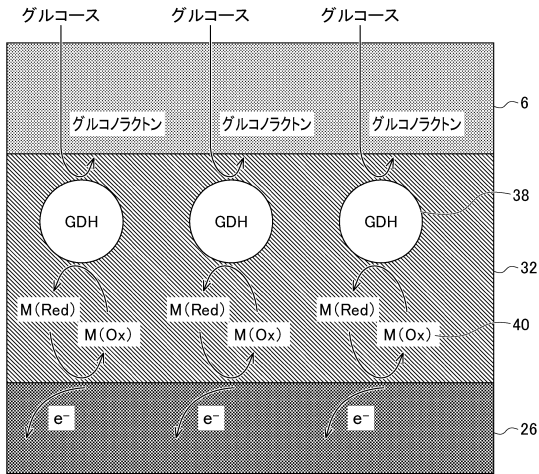 グルコース グルコース グルコース
グルコノラクトン グルコノラクトン グルコノラクトン
6
GDH GDH GDH
38
32
M(Red) M(Red) M(Red)
M(Ox) M(Ox) M(Ox)
40
e⁻ e⁻ e⁻
26